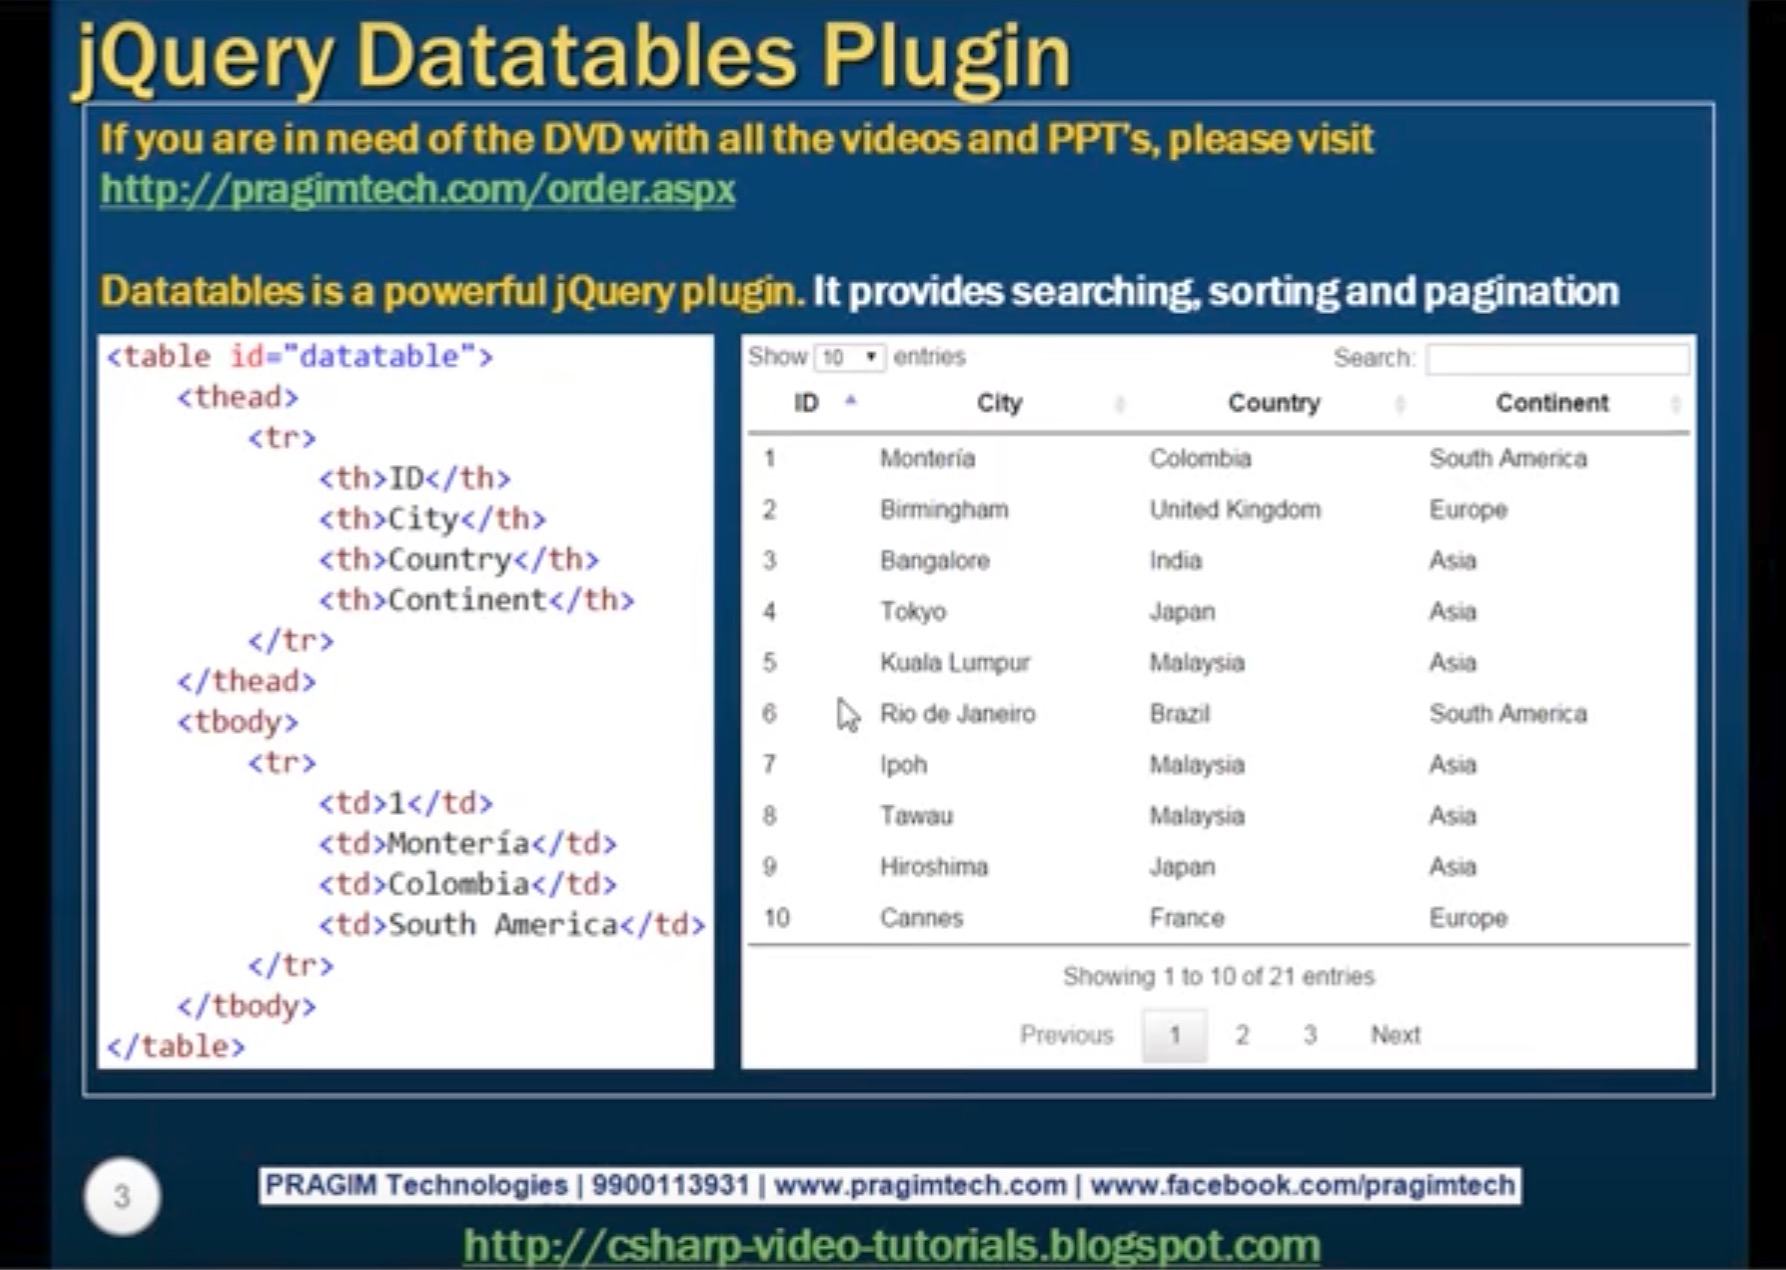 jQuery Datatables Plugin
If you are in need of the DVD with all the videos and PPT's, please visit
http://pragimtech.com/order.aspx
Datatables is a powerful jQuery plugin. It provides searching, sorting and pagination
<table id="datatable">
<thead>
<tr>
<th>ID</th>
<th>City</th>
<th>Country</th>
<th>Continent</th>
</tr>
</thead>
<tbody>
<tr>
<td>1</td>
<td>Montería</td>
<td>Colombia</td>
<td>South America</td>
</tr>
</tbody>
</table>
Show 10 entries Search:
ID City Country Continent
1 Montería Colombia South America
2 Birmingham United Kingdom Europe
3 Bangalore India Asia
4 Tokyo Japan Asia
5 Kuala Lumpur Malaysia Asia
6 Rio de Janeiro Brazil South America
7 Ipoh Malaysia Asia
8 Tawau Malaysia Asia
9 Hiroshima Japan Asia
10 Cannes France Europe
Showing 1 to 10 of 21 entries
Previous 1 2 3 Next
3
PRAGIM Technologies | 9900113931 | www.pragimtech.com | www.facebook.com/pragimtech
http://csharp-video-tutorials.blogspot.com